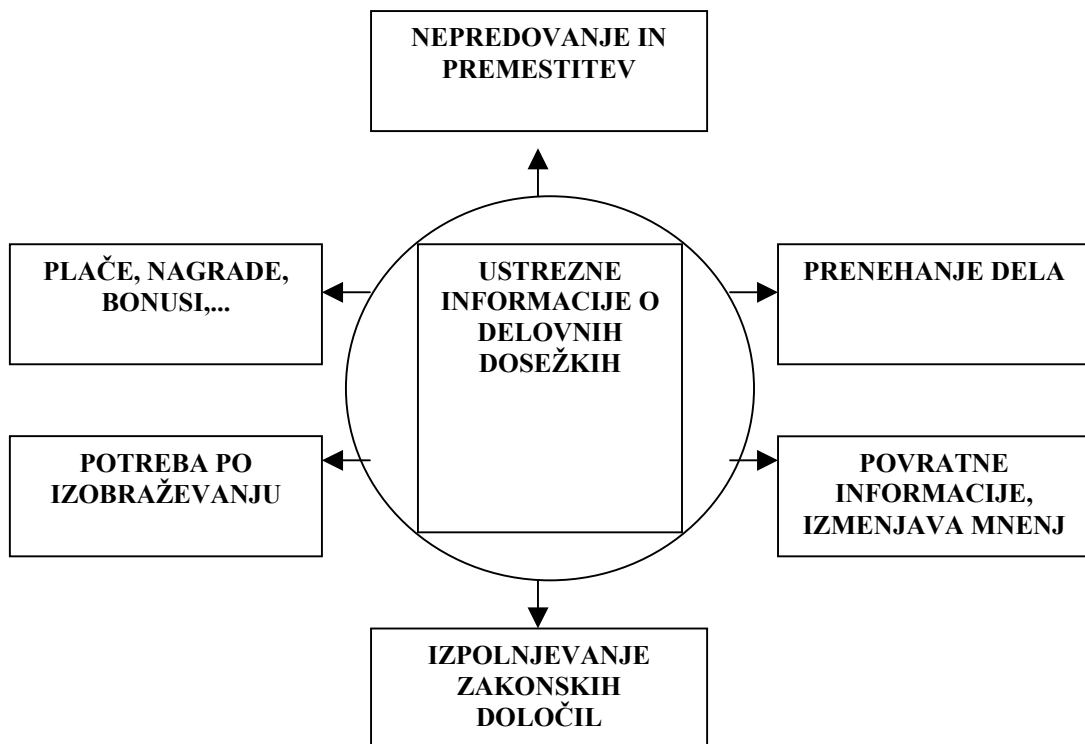 NEPREDOVANJE IN
PREMESTITEV
PLAČE, NAGRADE,
BONUSI,...
USTREZNE
INFORMACIJE O
DELOVNIH
DOSEŽKIH
PRENEHANJE DELA
POTREBA PO
IZOBRAŽEVANJU
POVRATNE
INFORMACIJE,
IZMENJAVA MNENJ
IZPOLNJEVANJE
ZAKONSKIH
DOLOČIL